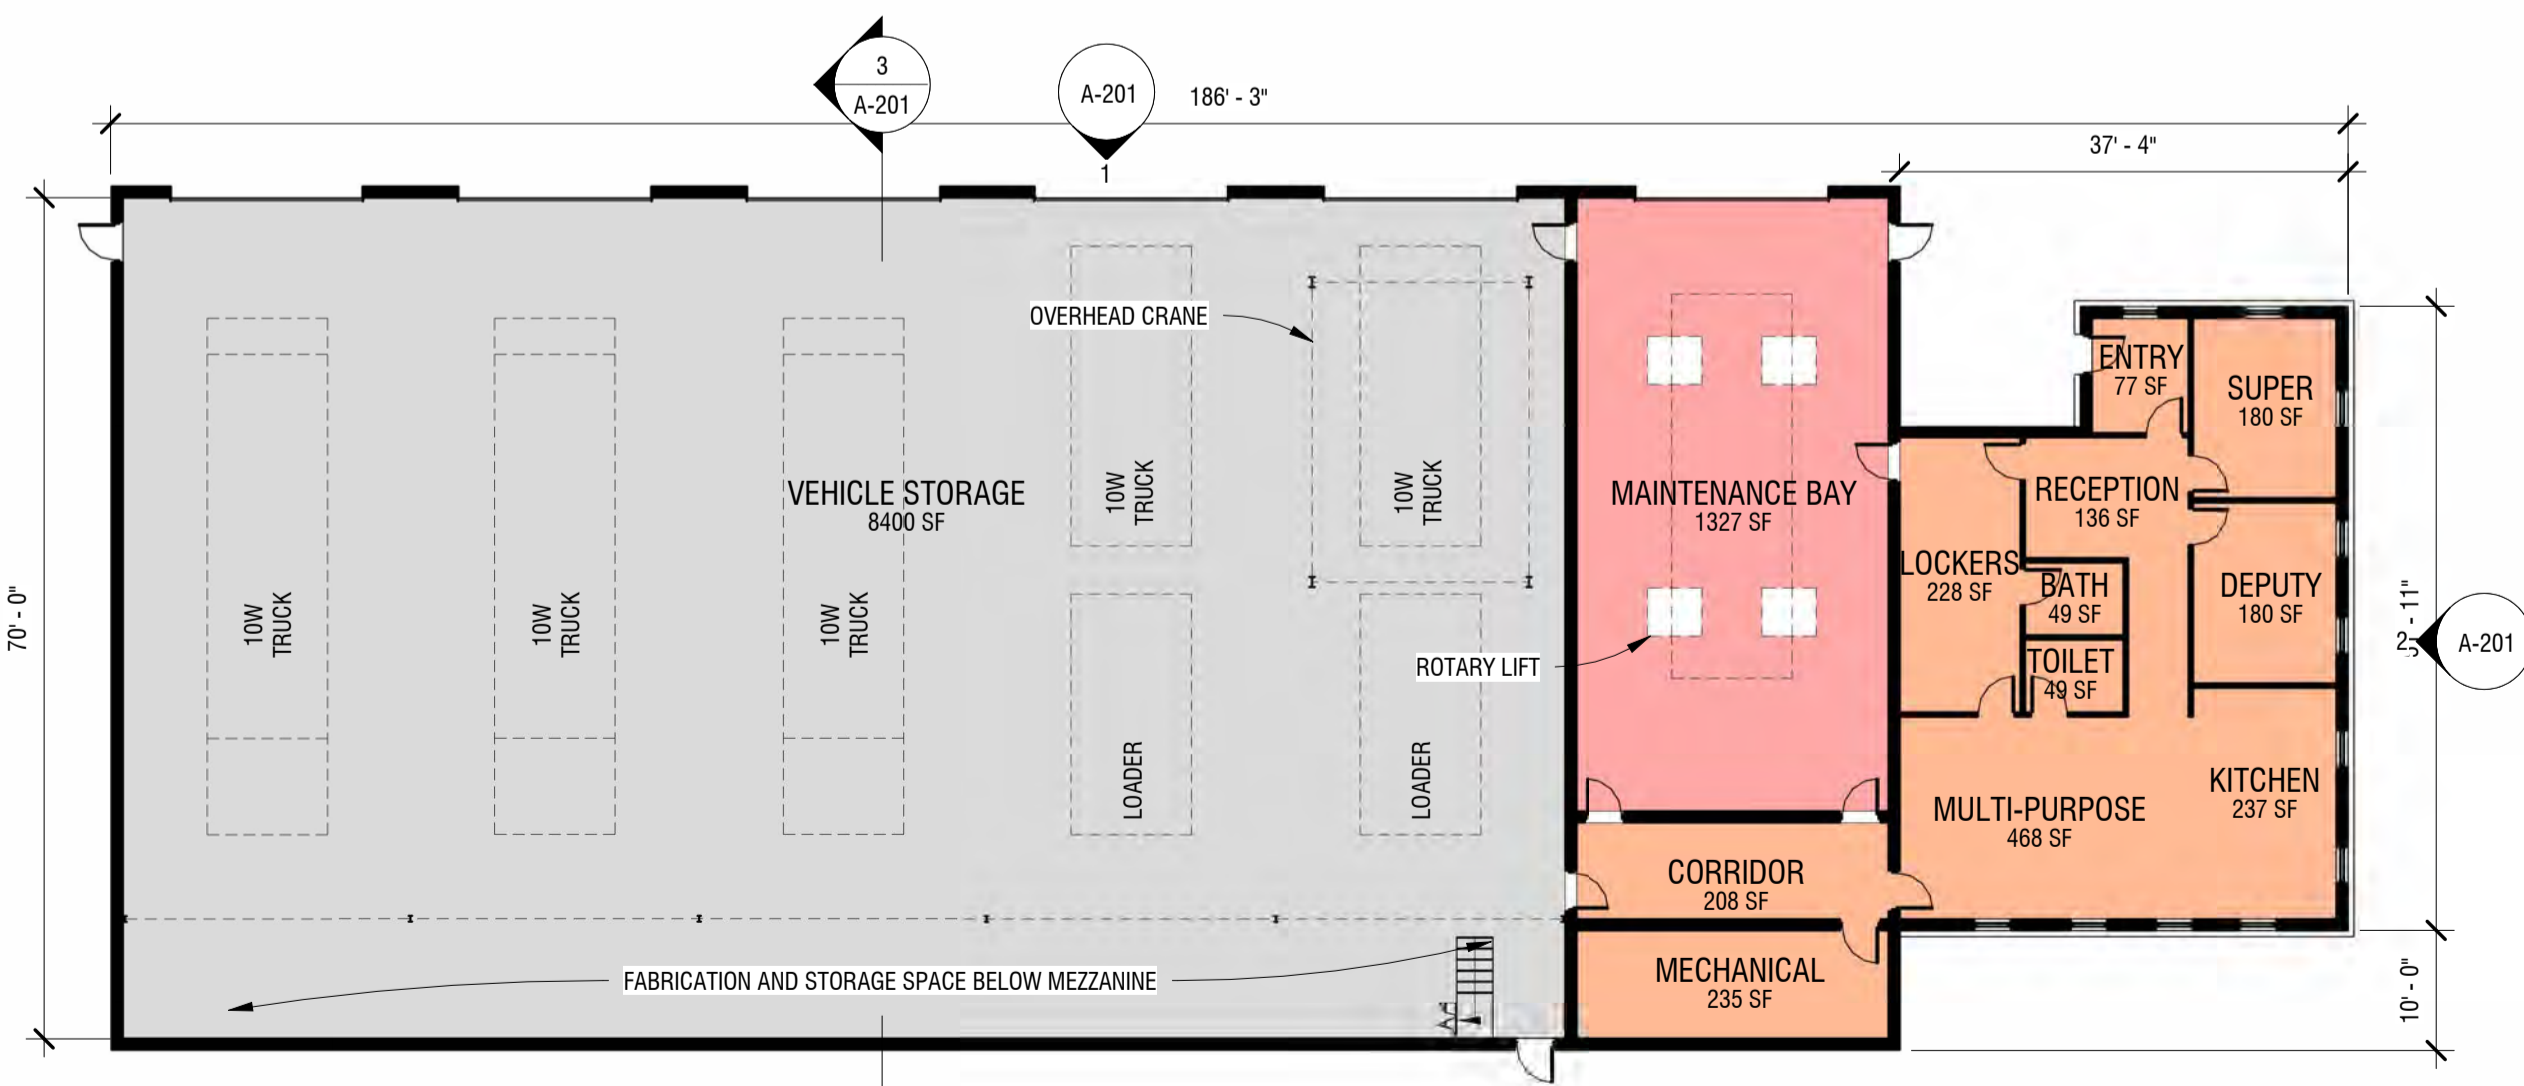 3
A-201
A-201
186' - 3"
1
37' - 4"
70' - 0"
OVERHEAD CRANE
ENTRY
77 SF
SUPER
180 SF
10W
TRUCK
10W
TRUCK
VEHICLE STORAGE
8400 SF
MAINTENANCE BAY
1327 SF
RECEPTION
136 SF
LOCKERS
228 SF
BATH
49 SF
DEPUTY
180 SF
10W
TRUCK
10W
TRUCK
10W
TRUCK
ROTARY LIFT
TOILET
49 SF
- 11"
2
A-201
LOADER
LOADER
KITCHEN
237 SF
MULTI-PURPOSE
468 SF
CORRIDOR
208 SF
FABRICATION AND STORAGE SPACE BELOW MEZZANINE
MECHANICAL
235 SF
10' - 0"